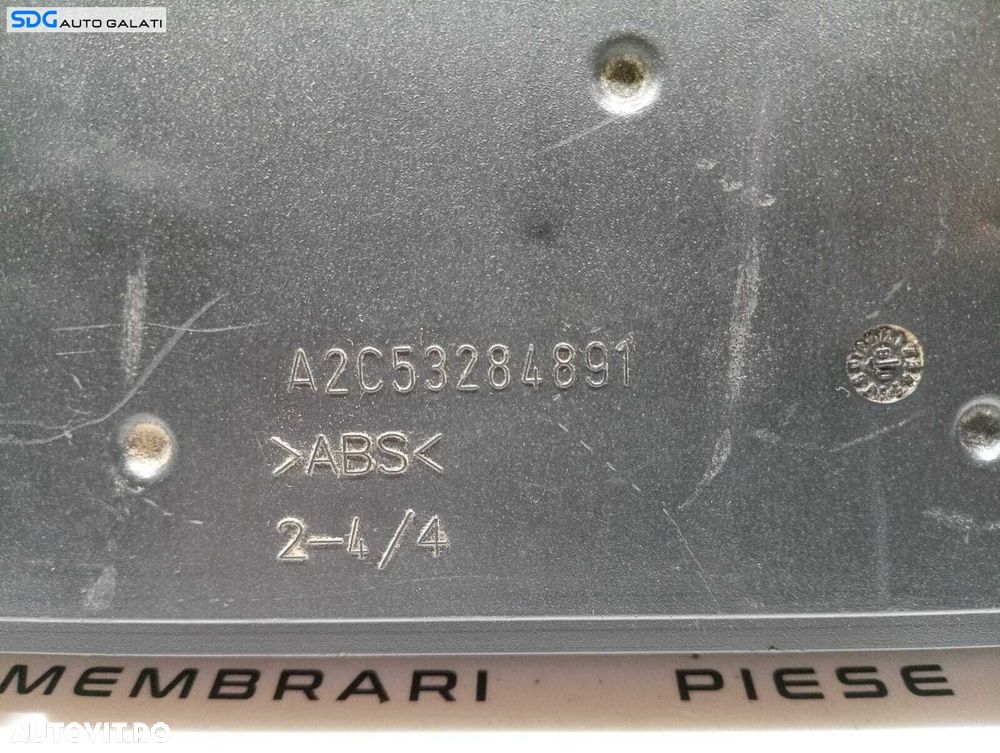 SDG AUTO GALATI
A2C53284891
>ABS<
2-4/4
MEMBRARI PIESE
AUTOVIT.RO